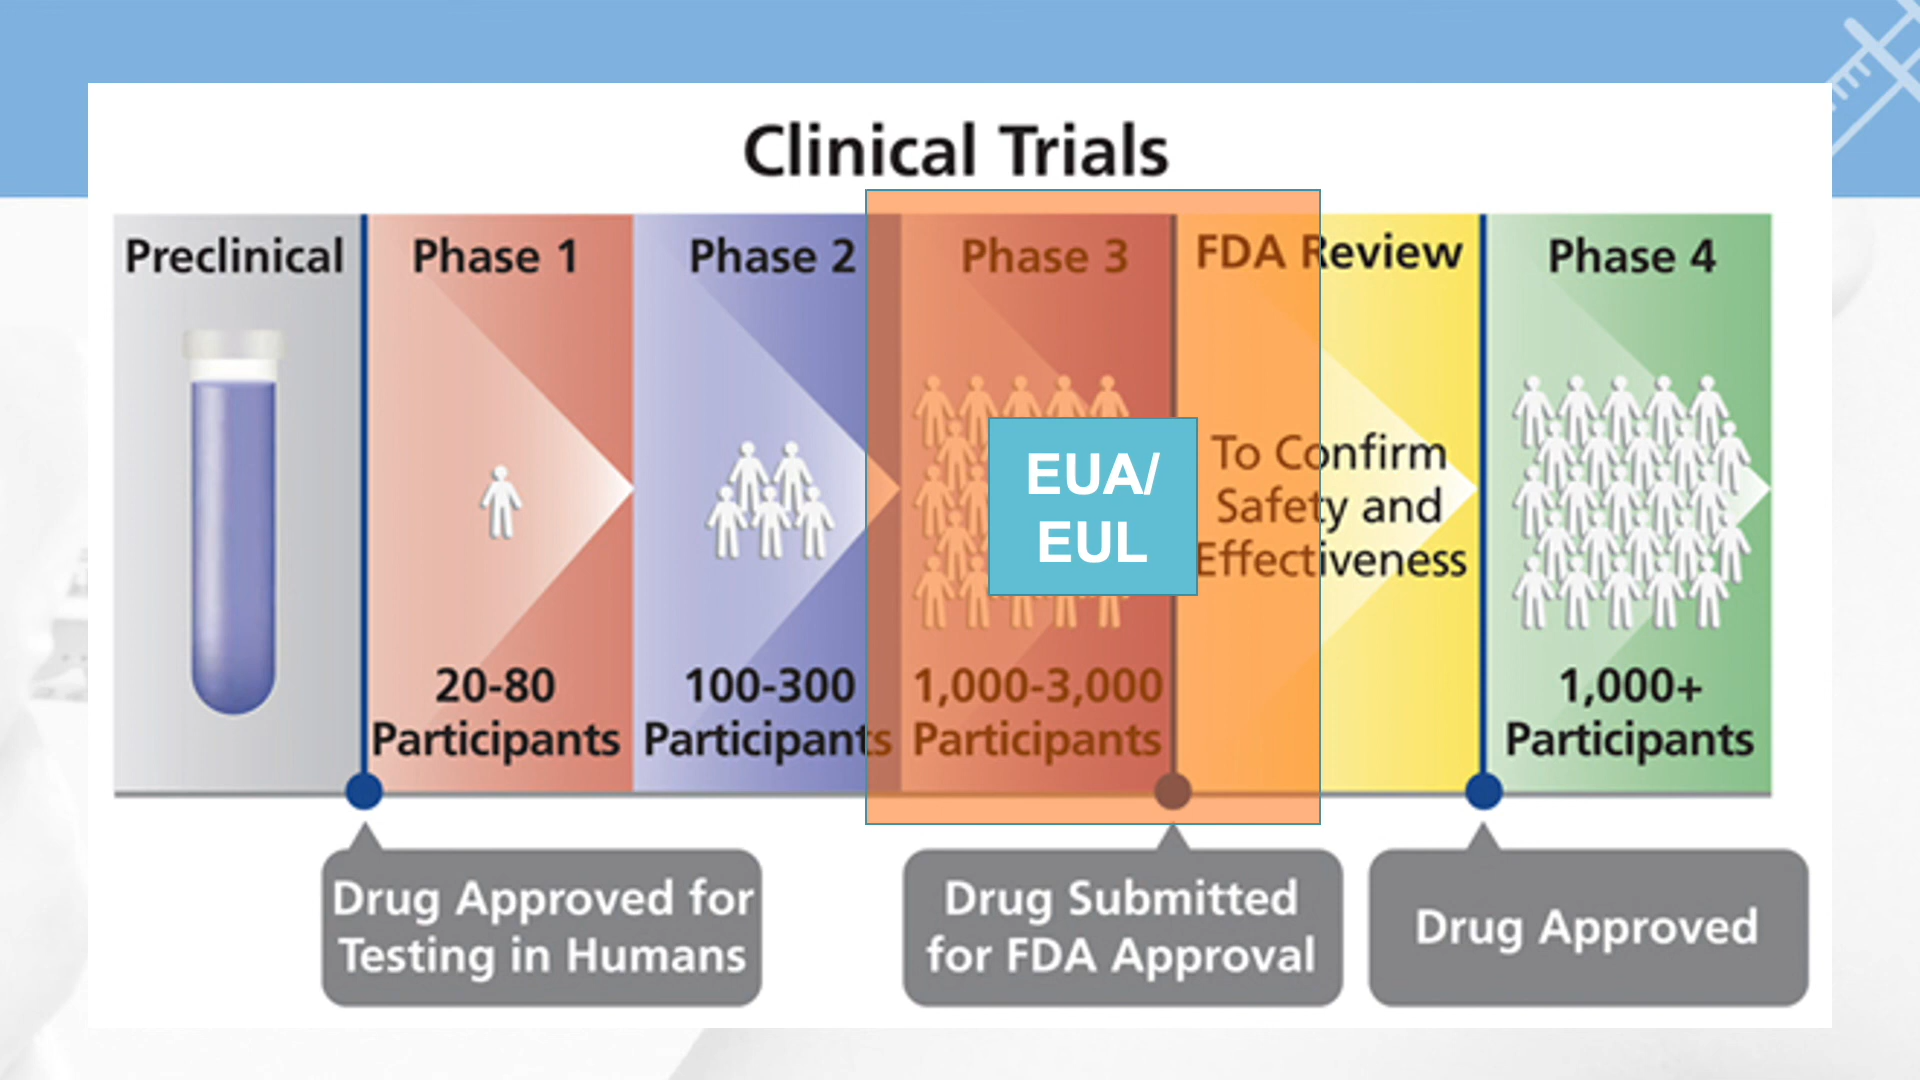 Clinical Trials
Preclinical
Phase 1
20-80
Participants
Phase 2
100-300
Participants
Phase 3
1,000-3,000
Participants
EUA/
EUL
FDA Review
To Confirm
Safety and
Effectiveness
Phase 4
1,000+
Participants
Drug Approved for
Testing in Humans
Drug Submitted
for FDA Approval
Drug Approved